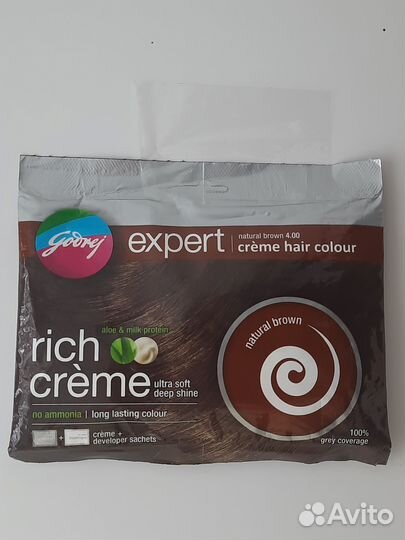 Godrej
expert
natural brown 4.00
crème hair colour
aloe & milk protein
natural brown
rich
crème
ultra soft
deep shine
no ammonia | long lasting colour
crème +
developer sachets
100%
grey coverage
Avito